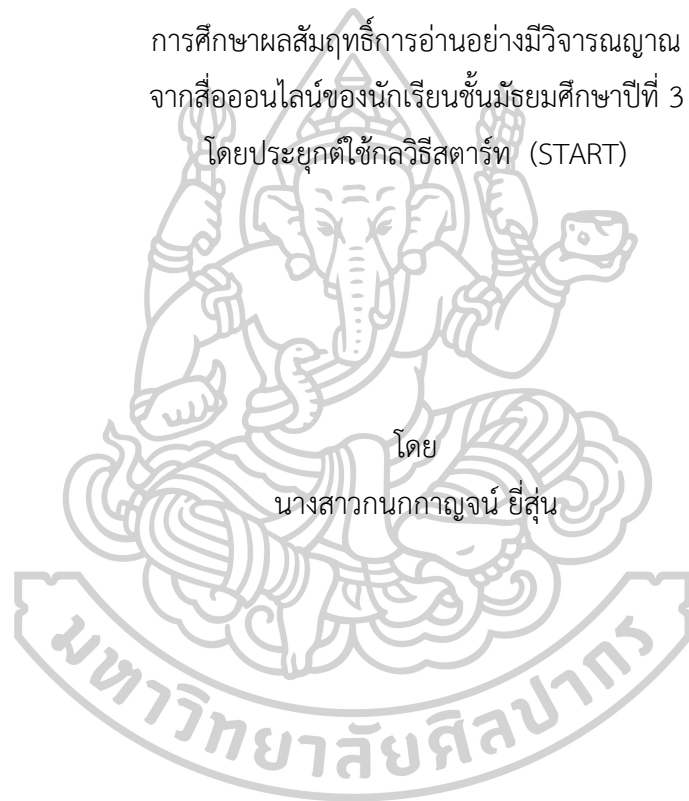 การศึกษาผลสัมฤทธิ์การอ่านอย่างมีวิจารณญาณ
จากสื่อออนไลน์ของนักเรียนชั้นมัธยมศึกษาปีที่ 3
โดยประยุกต์ใช้กลวิธีสตาร์ท (START)
โดย
นางสาวกนกกาญจน์ ยี่สุ่น
มหาวิทยาลัยศิลปากร